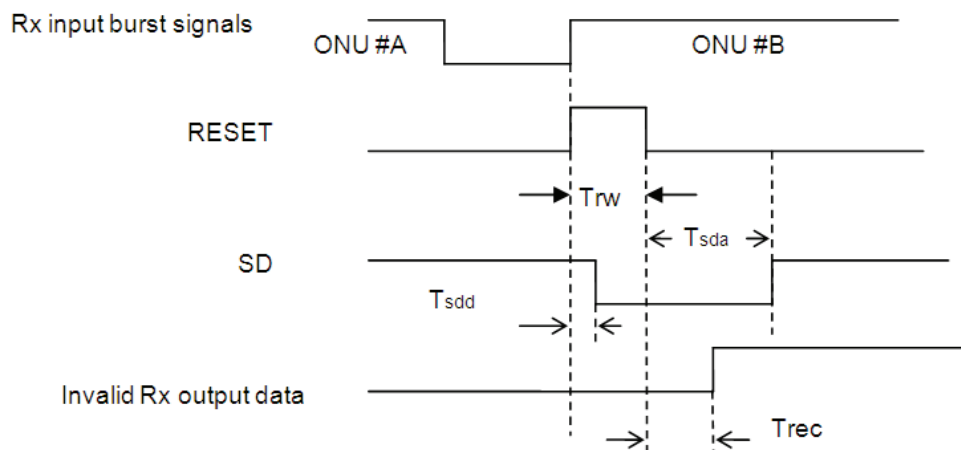 Rx input burst signals
ONU #A
ONU #B
RESET
Trw
Tsda
SD
Tsdd
Invalid Rx output data
Trec